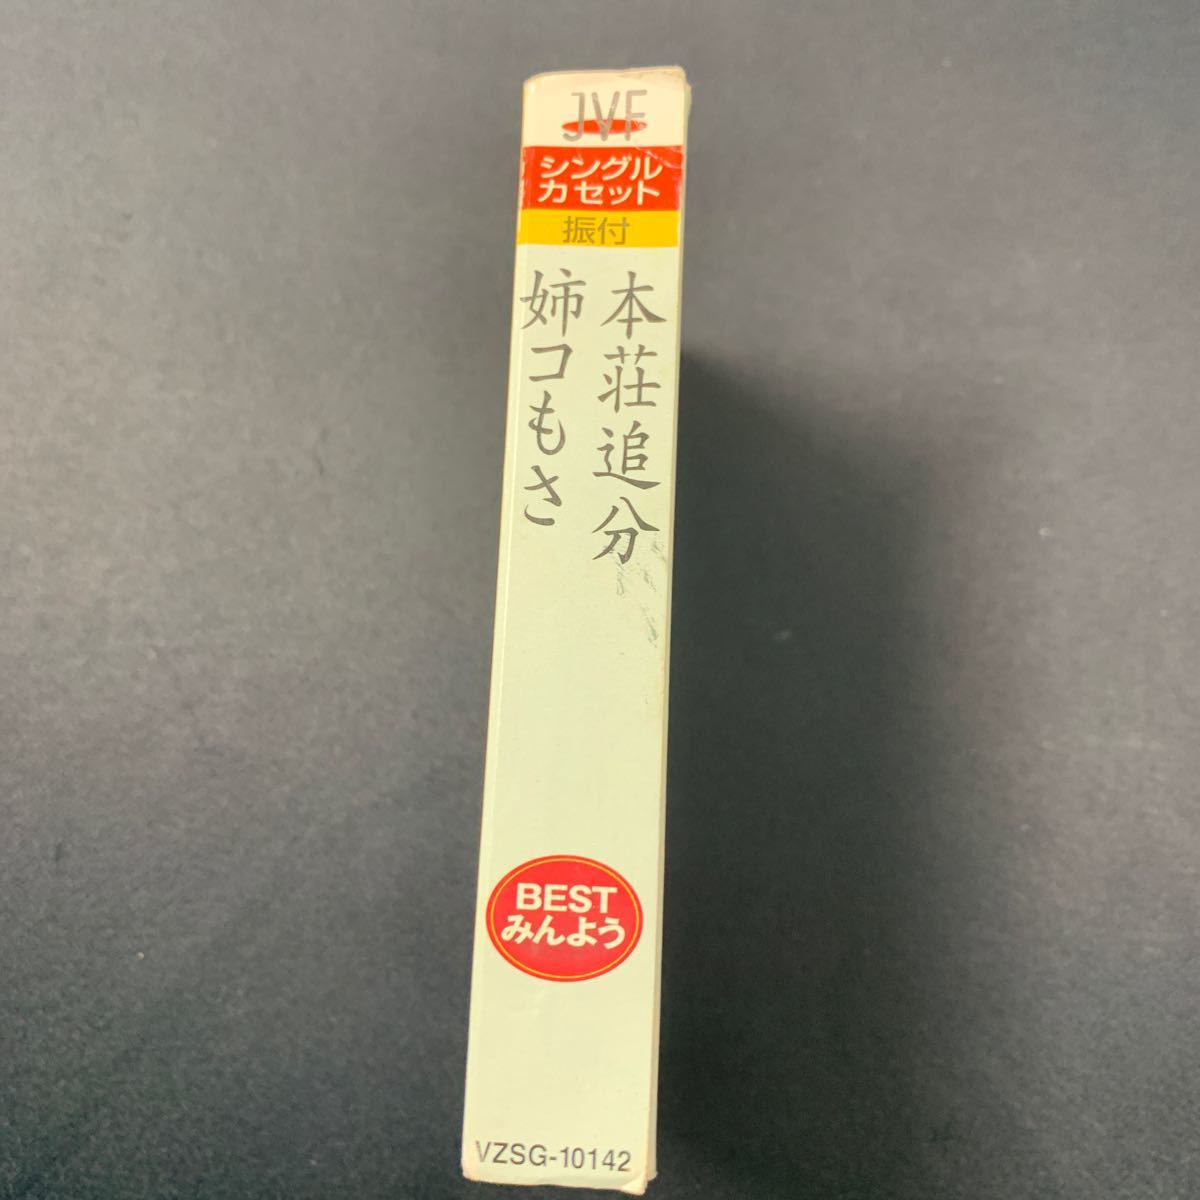 JVF
シングル
カセット
振付
本荘追分
姉コもさ
BEST
みんよう
VZSG-10142